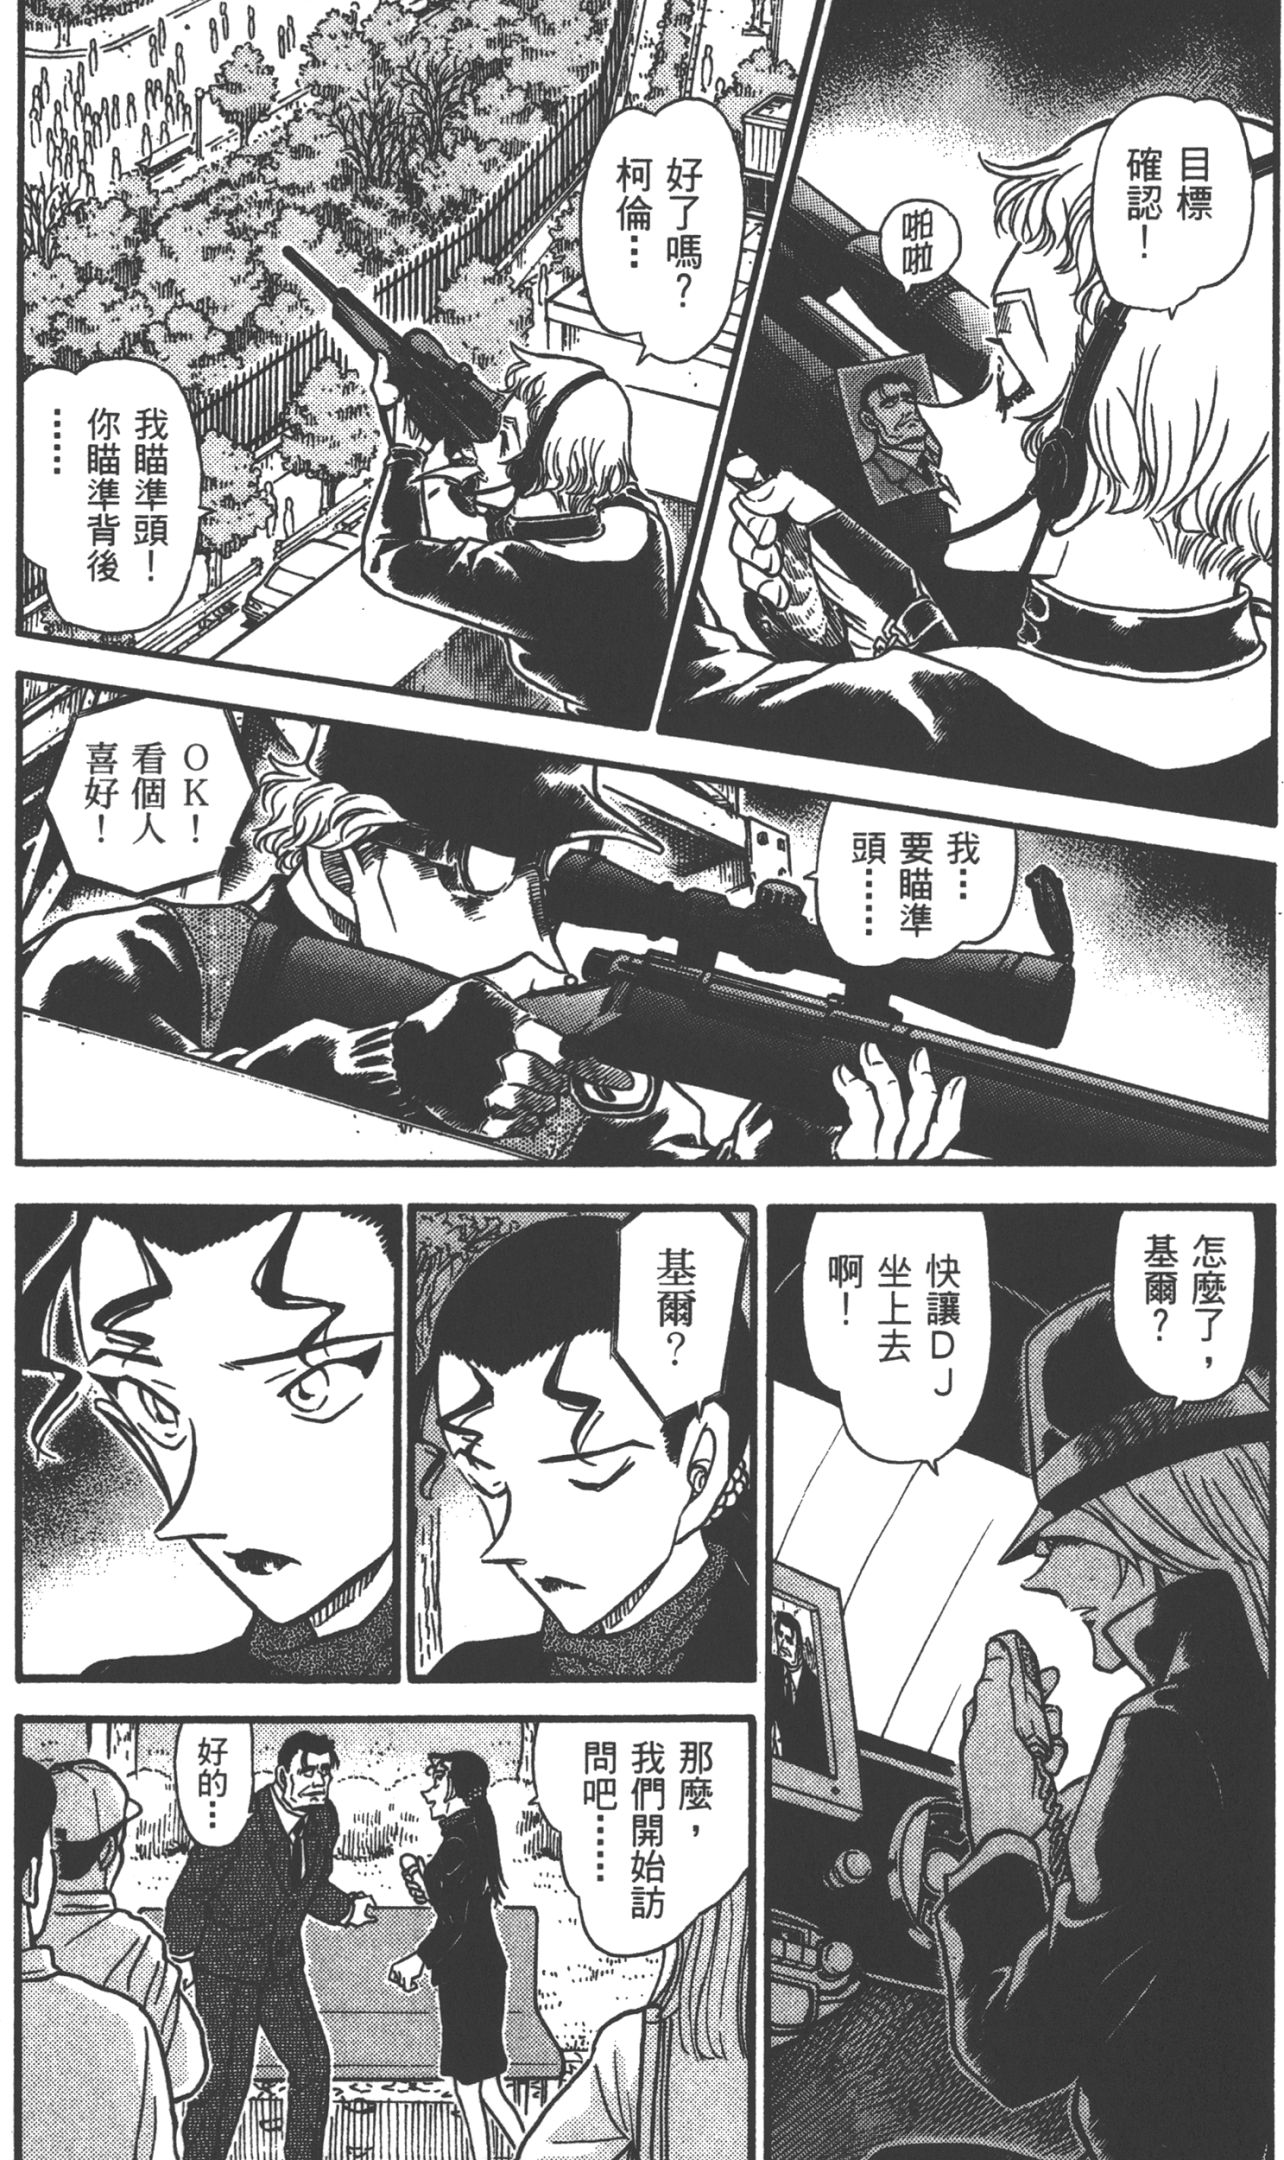 目標
確認！
啪
啦
好了嗎？
柯倫…
我瞄準頭！
你瞄準背後
……
我…
要瞄準
頭……
OK！
看個人
喜好！
怎麼了，
基爾？
快讓DJ
坐上去
啊！
基爾？
那麼，
我們開始訪
問吧……
好的…